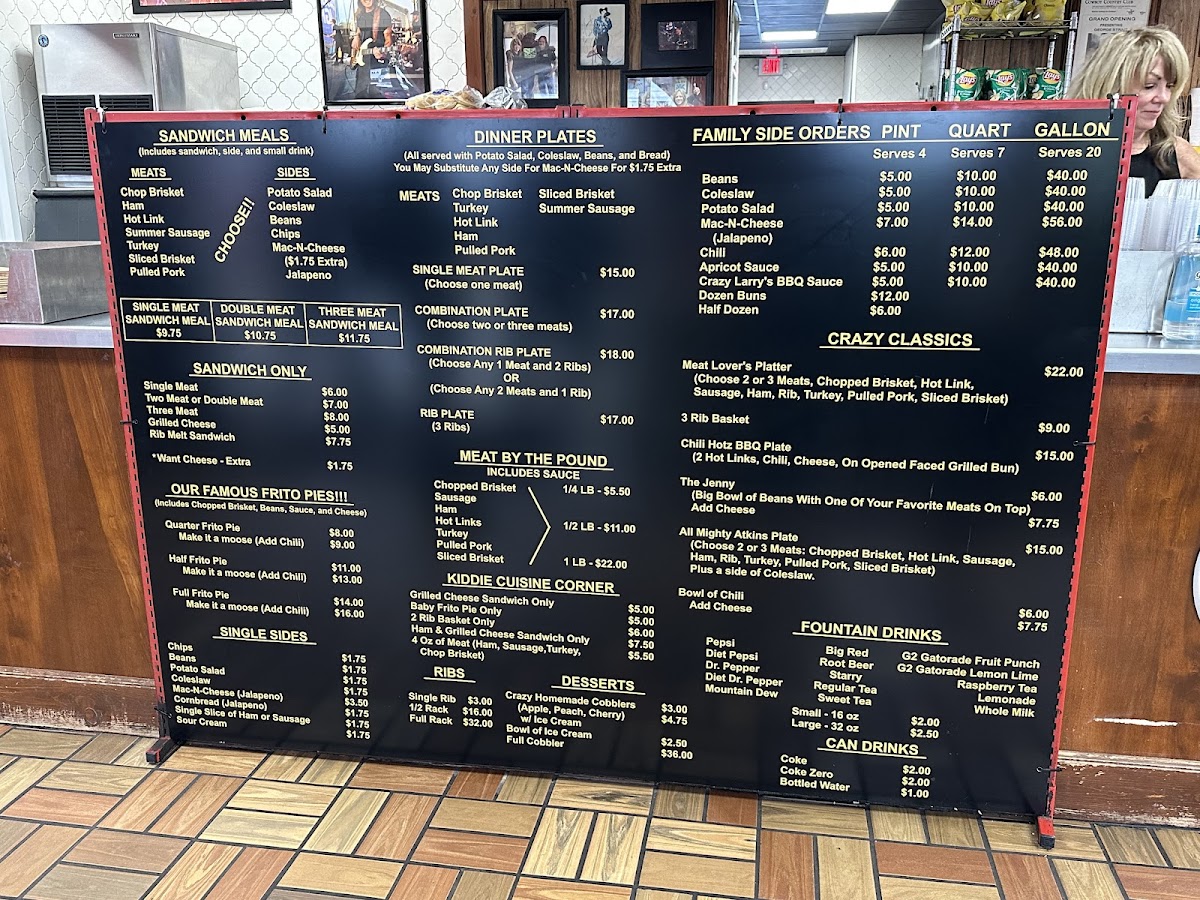 SANDWICH MEALS
(Includes sandwich, side, and small drink)
MEATS
Chop Brisket
Ham
Hot Link
Summer Sausage
Turkey
Sliced Brisket
Pulled Pork
CHOOSE!!
SIDES
Potato Salad
Coleslaw
Beans
Chips
Mac-N-Cheese
($1.75 Extra)
Jalapeno
SINGLE MEAT SANDWICH MEAL $9.75
DOUBLE MEAT SANDWICH MEAL $10.75
THREE MEAT SANDWICH MEAL $11.75
SANDWICH ONLY
Single Meat $6.00
Two Meat or Double Meat $7.00
Three Meat $8.00
Grilled Cheese $5.00
Rib Melt Sandwich $7.75
*Want Cheese - Extra $1.75
OUR FAMOUS FRITO PIES!!!
(Includes Chopped Brisket, Beans, Sauce, and Cheese)
Quarter Frito Pie $8.00
Make it a moose (Add Chili) $9.00
Half Frito Pie $11.00
Make it a moose (Add Chili) $13.00
Full Frito Pie $14.00
Make it a moose (Add Chili) $16.00
SINGLE SIDES
Chips $1.75
Beans $1.75
Potato Salad $1.75
Coleslaw $1.75
Mac-N-Cheese (Jalapeno) $3.50
Cornbread (Jalapeno) $1.75
Single Slice of Ham or Sausage $1.75
Sour Cream $1.75
DINNER PLATES
(All served with Potato Salad, Coleslaw, Beans, and Bread)
You May Substitute Any Side For Mac-N-Cheese For $1.75 Extra
MEATS
Chop Brisket Sliced Brisket
Turkey Summer Sausage
Hot Link
Ham
Pulled Pork
SINGLE MEAT PLATE $15.00
(Choose one meat)
COMBINATION PLATE $17.00
(Choose two or three meats)
COMBINATION RIB PLATE $18.00
(Choose Any 1 Meat and 2 Ribs)
OR
(Choose Any 2 Meats and 1 Rib)
RIB PLATE $17.00
(3 Ribs)
MEAT BY THE POUND
INCLUDES SAUCE
Chopped Brisket
Sausage
Ham
Hot Links
Turkey
Pulled Pork
Sliced Brisket
1/4 LB - $5.50
1/2 LB - $11.00
1 LB - $22.00
KIDDIE CUISINE CORNER
Grilled Cheese Sandwich Only $5.00
Baby Frito Pie Only $5.00
2 Rib Basket Only $6.00
Ham & Grilled Cheese Sandwich Only $7.50
4 Oz of Meat (Ham, Sausage,Turkey, $5.50
Chop Brisket)
RIBS
Single Rib $3.00
1/2 Rack $16.00
Full Rack $32.00
DESSERTS
Crazy Homemade Cobblers $3.00
(Apple, Peach, Cherry)
w/ Ice Cream $4.75
Bowl of Ice Cream $2.50
Full Cobbler $36.00
FAMILY SIDE ORDERS PINT QUART GALLON
Serves 4 Serves 7 Serves 20
Beans $5.00 $10.00 $40.00
Coleslaw $5.00 $10.00 $40.00
Potato Salad $5.00 $10.00 $40.00
Mac-N-Cheese $7.00 $14.00 $56.00
(Jalapeno)
Chili $6.00 $12.00 $48.00
Apricot Sauce $5.00 $10.00 $40.00
Crazy Larry's BBQ Sauce $5.00 $10.00 $40.00
Dozen Buns $12.00
Half Dozen $6.00
CRAZY CLASSICS
Meat Lover's Platter $22.00
(Choose 2 or 3 Meats, Chopped Brisket, Hot Link,
Sausage, Ham, Rib, Turkey, Pulled Pork, Sliced Brisket)
3 Rib Basket $9.00
Chili Hotz BBQ Plate $15.00
(2 Hot Links, Chili, Cheese, On Opened Faced Grilled Bun)
The Jenny $6.00
(Big Bowl of Beans With One Of Your Favorite Meats On Top)
Add Cheese $7.75
All Mighty Atkins Plate $15.00
(Choose 2 or 3 Meats: Chopped Brisket, Hot Link, Sausage,
Ham, Rib, Turkey, Pulled Pork, Sliced Brisket)
Plus a side of Coleslaw.
Bowl of Chili $6.00
Add Cheese $7.75
FOUNTAIN DRINKS
Pepsi
Diet Pepsi
Dr. Pepper
Diet Dr. Pepper
Mountain Dew
Big Red
Root Beer
Starry
Regular Tea
Sweet Tea
G2 Gatorade Fruit Punch
G2 Gatorade Lemon Lime
Raspberry Tea
Lemonade
Whole Milk
Small - 16 oz $2.00
Large - 32 oz $2.50
CAN DRINKS
Coke $2.00
Coke Zero $2.00
Bottled Water $1.00
GRAND OPENING
Lay's
Lay's
Lay's